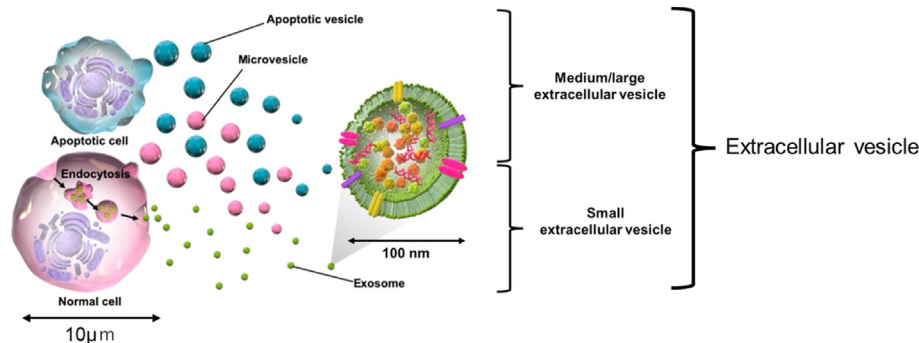 Apoptotic vesicle
Microvesicle
Apoptotic cell
Endocytosis
Normal cell
10μm
100 nm
Exosome
Medium/large
extracellular vesicle
Small
extracellular vesicle
Extracellular vesicle